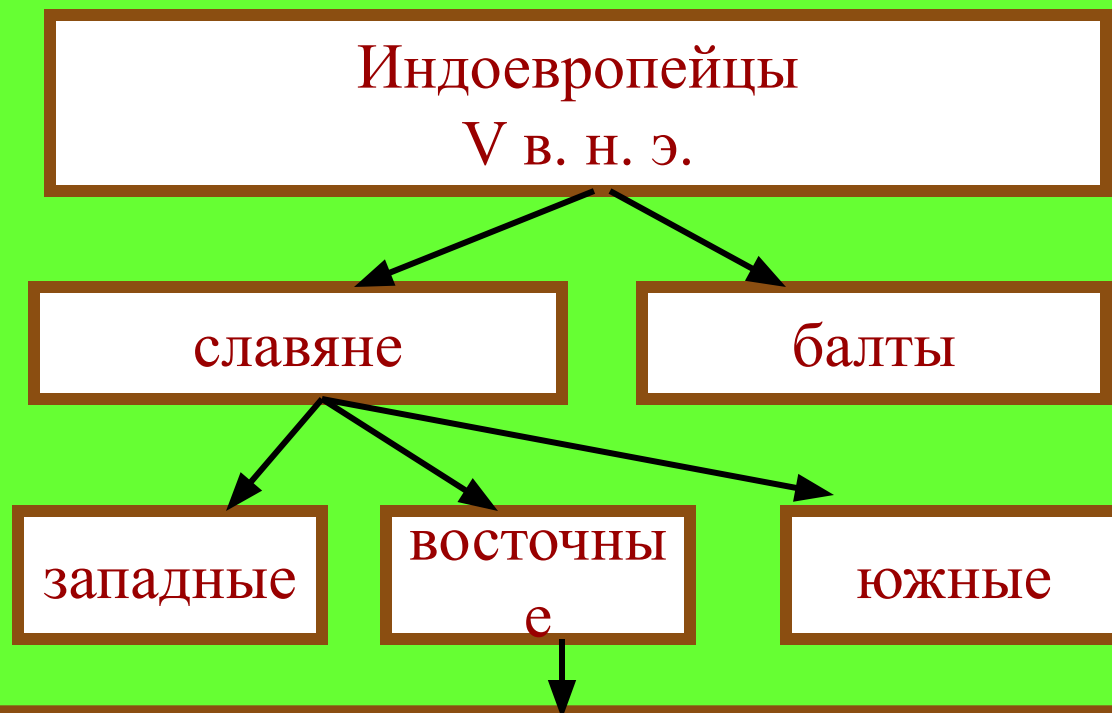 Индоевропейцы
V в. н. э.
славяне
балты
западные
восточны
е
южные